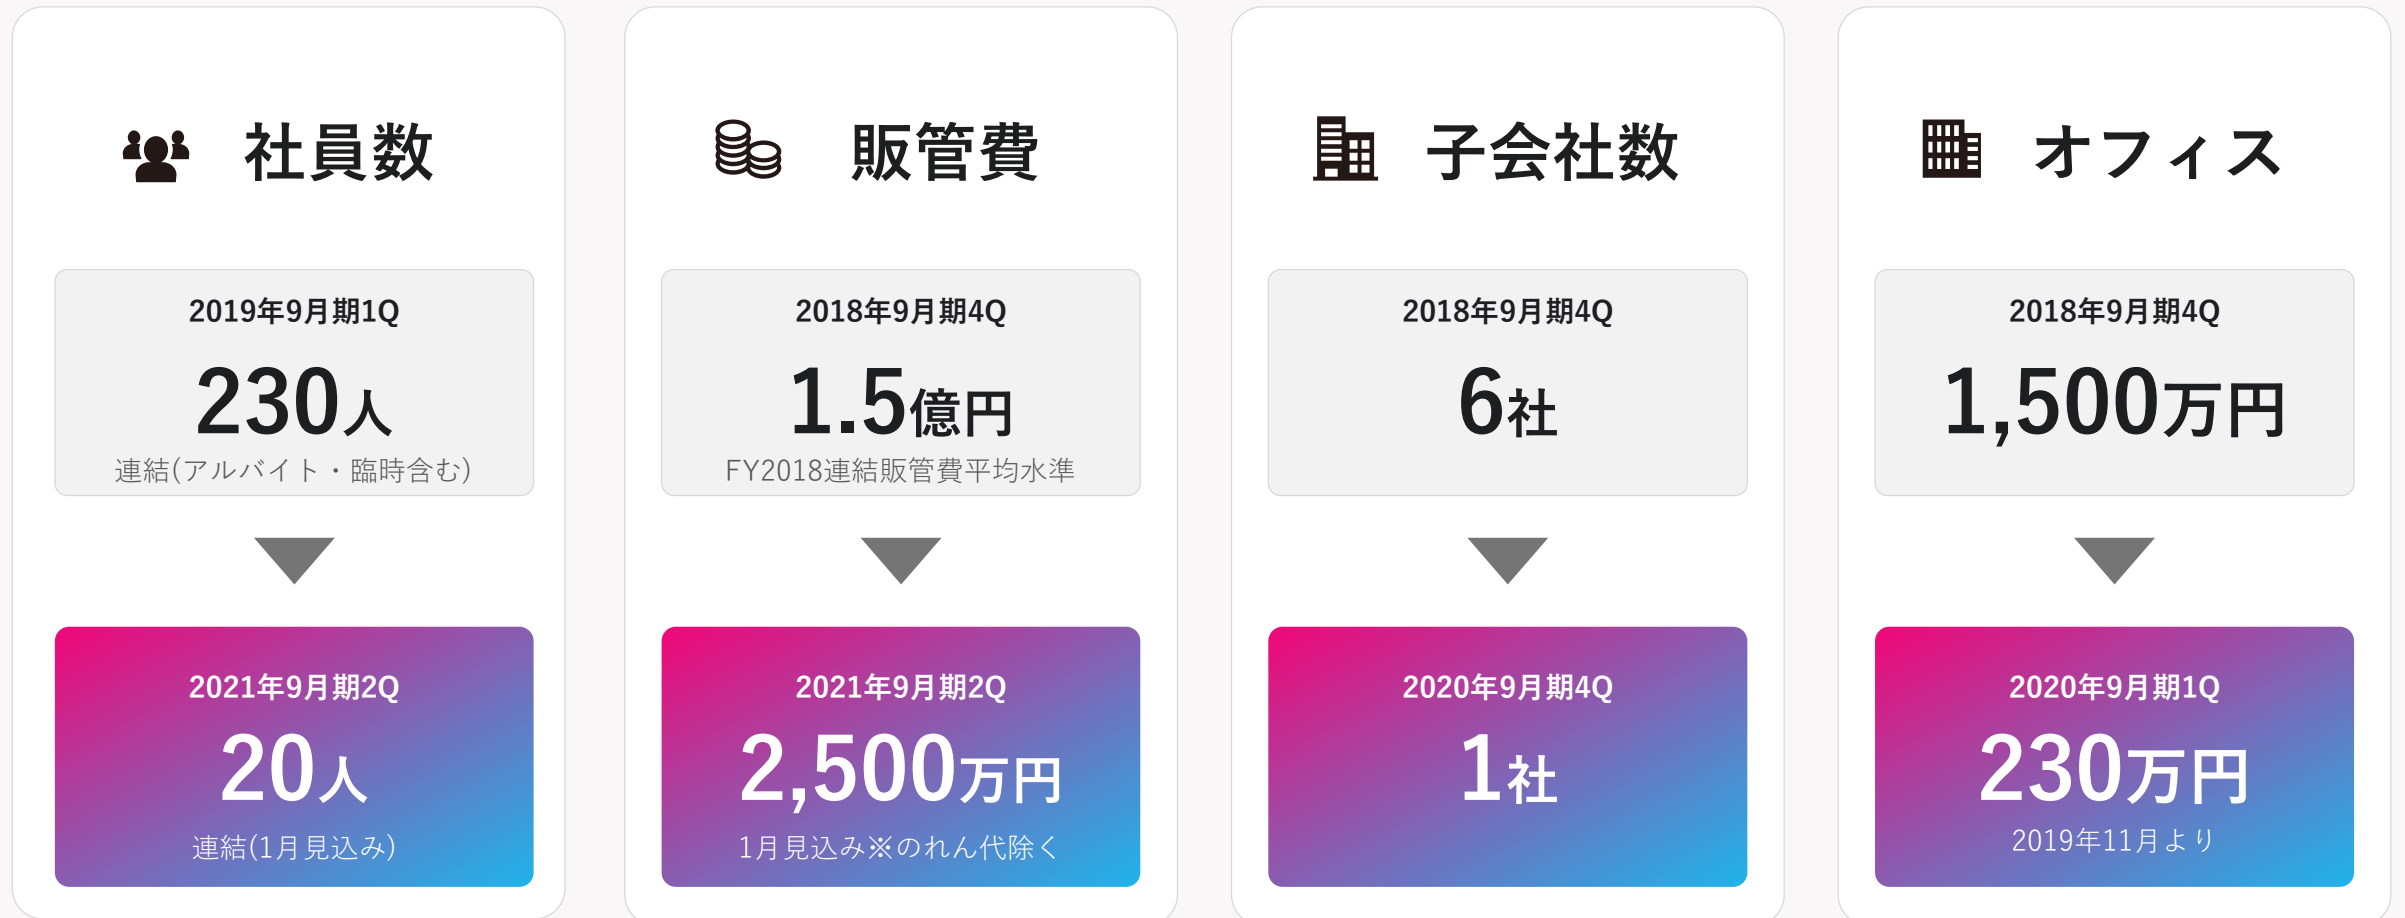 社員数
2019年9月期1Q
230人
連結(アルバイト・臨時含む)
2021年9月期2Q
20人
連結(1月見込み)
販管費
2018年9月期4Q
1.5億円
FY2018連結販管費平均水準
2021年9月期2Q
2,500万円
1月見込み※のれん代除く
子会社数
2018年9月期4Q
6社
2020年9月期4Q
1社
オフィス
2018年9月期4Q
1,500万円
2020年9月期1Q
230万円
2019年11月より